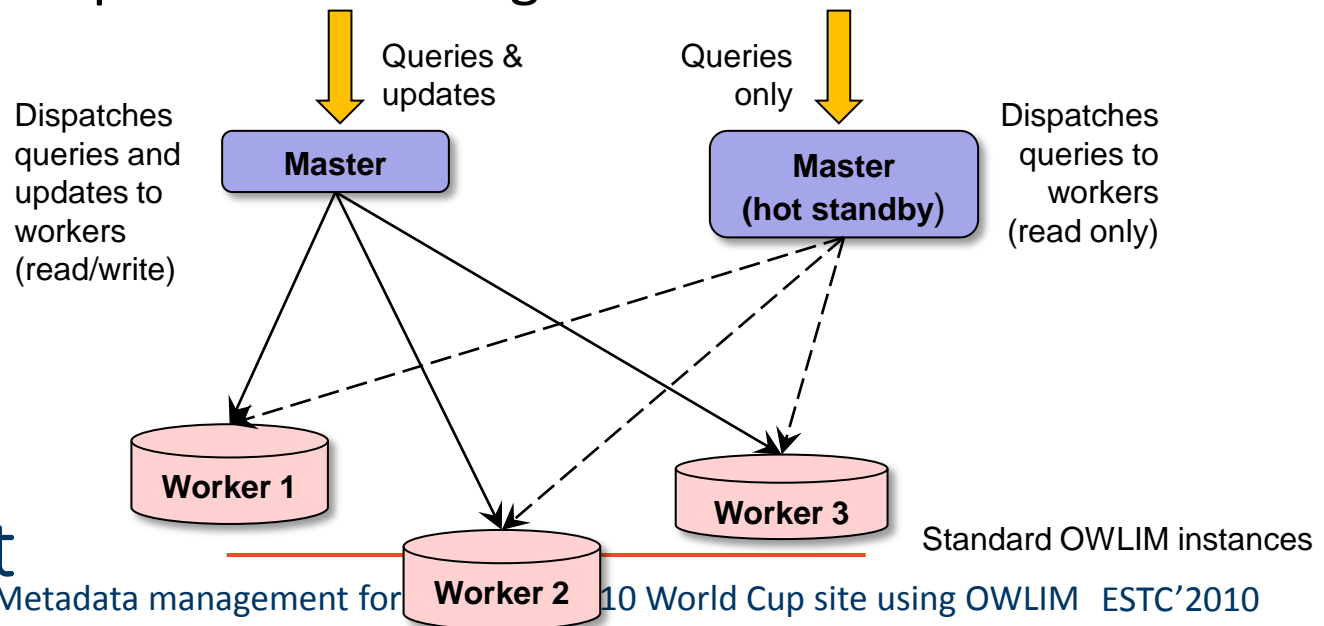 Queries &
updates
Queries
only
Dispatches
queries and
updates to
workers
(read/write)
Master
Master
(hot standby)
Dispatches
queries to
workers
(read only)
Worker 1
Worker 3
Standard OWLIM instances
t
Metadata management for
Worker 2
10 World Cup site using OWLIM ESTC’2010